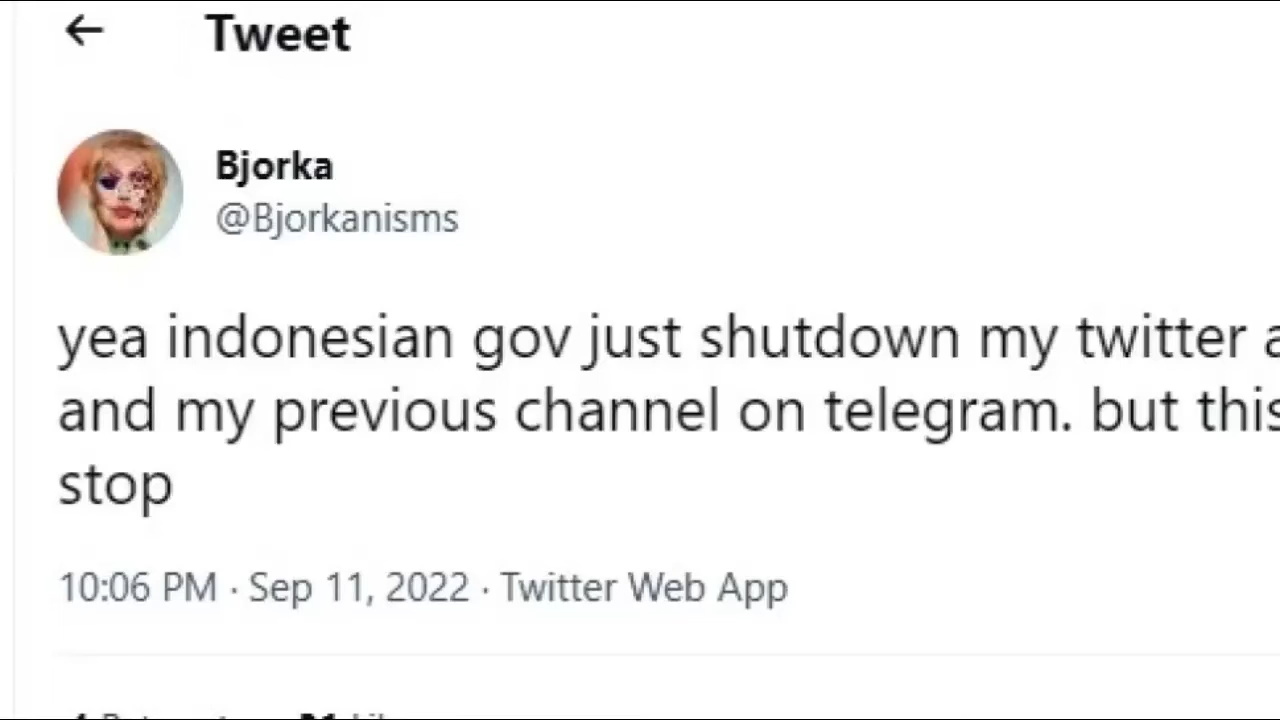 Tweet
Bjorka
@Bjorkanisms
yea indonesian gov just shutdown my twitter
and my previous channel on telegram. but this
stop
10:06 PM · Sep 11, 2022 · Twitter Web App